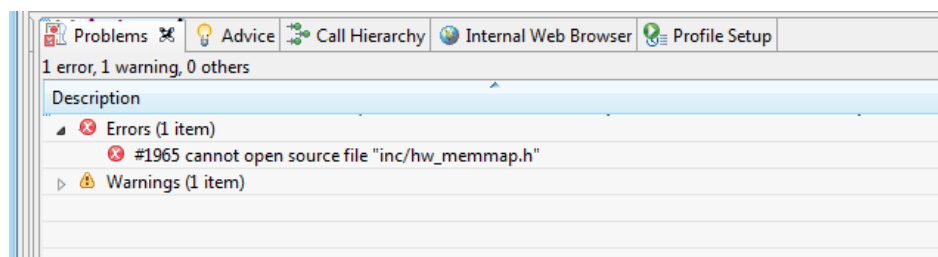 Problems Advice Call Hierarchy Internal Web Browser Profile Setup
1 error, 1 warning, 0 others
Description
Errors (1 item)
#1965 cannot open source file "inc/hw_memmap.h"
Warnings (1 item)